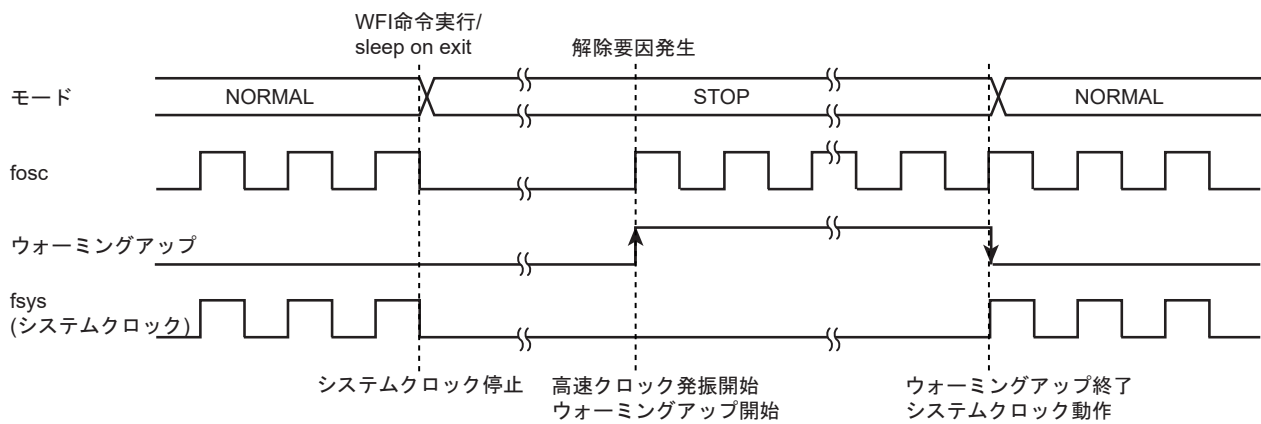 WFI命令実行/
sleep on exit
解除要因発生
モード
NORMAL
STOP
NORMAL
fosc
ウォーミングアップ
fsys
(システムクロック)
システムクロック停止
高速クロック発振開始
ウォーミングアップ開始
ウォーミングアップ終了
システムクロック動作